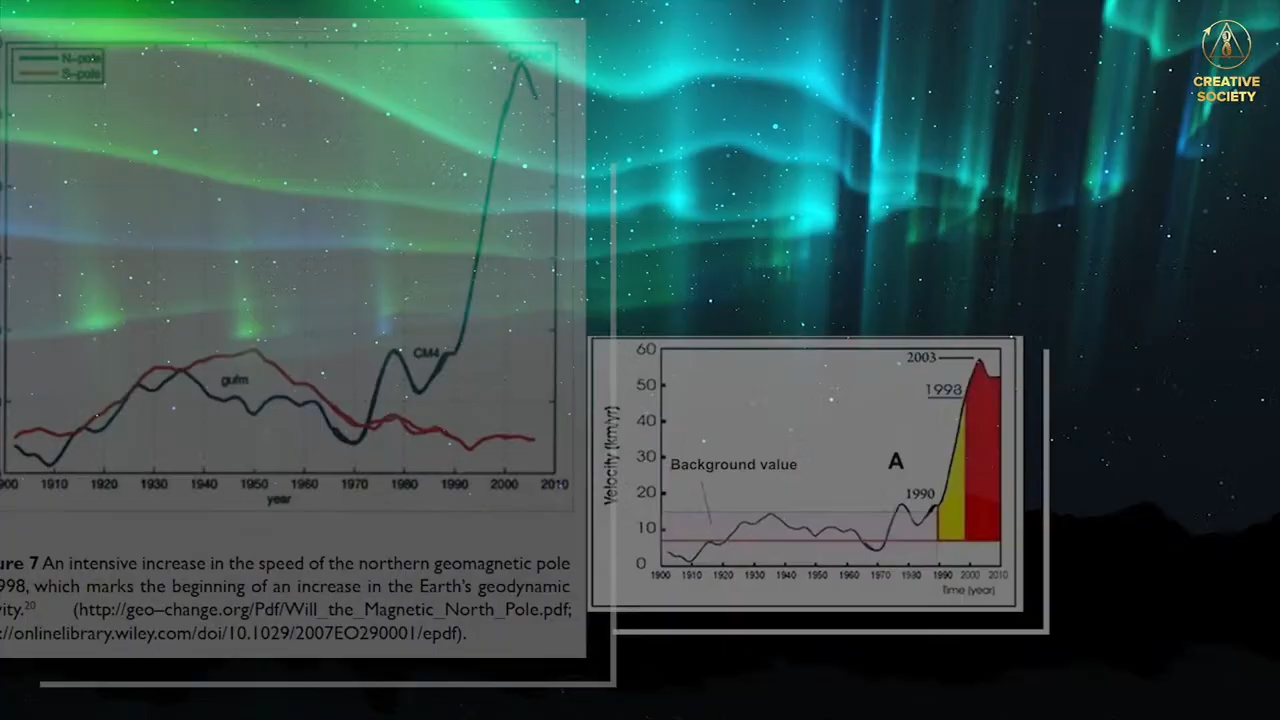 CREATIVE
SOCIETY
N-pole
S-pole
CM4
gufm
900 1910 1920 1930 1940 1950 1960 1970 1980 1990 2000 2010
year
ure 7 An intensive increase in the speed of the northern geomagnetic pole
998, which marks the beginning of an increase in the Earth's geodynamic
vity.20 (http://geo–change.org/Pdf/Will_the_Magnetic_North_Pole.pdf;
://onlinelibrary.wiley.com/doi/10.1029/2007EO290001/epdf).
60
50
40
30
20
10
0
Velocity (km/yr)
2003
1998
Background value
A
1990
1900 1910 1920 1930 1940 1950 1960 1970 1980 1990 2000 2010
Time (year)